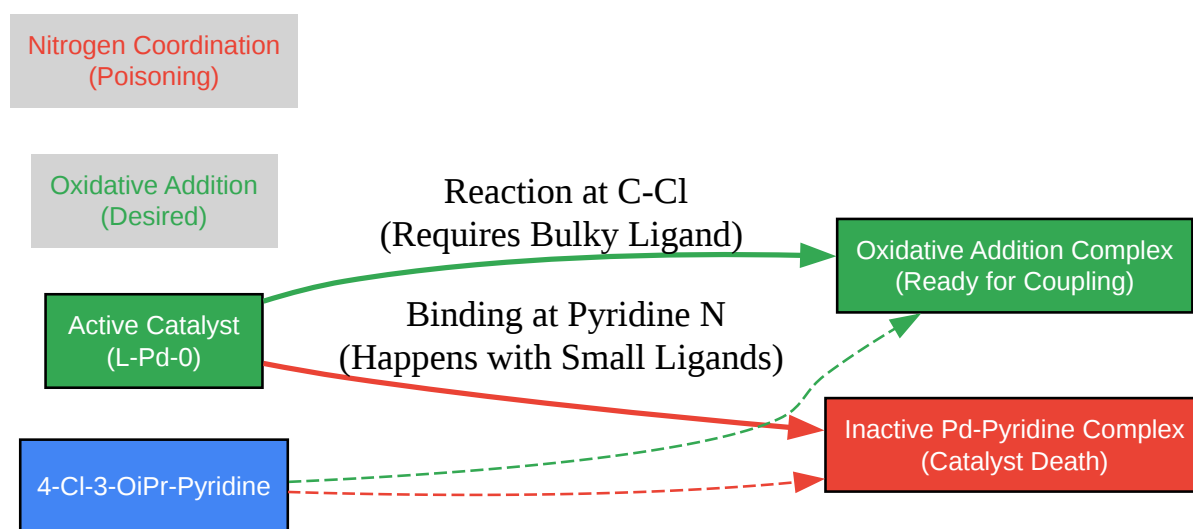 Nitrogen Coordination
(Poisoning)
Oxidative Addition
(Desired)
Reaction at C-Cl
(Requires Bulky Ligand)
Oxidative Addition Complex
(Ready for Coupling)
Active Catalyst
(L-Pd-0)
Binding at Pyridine N
(Happens with Small Ligands)
Inactive Pd-Pyridine Complex
(Catalyst Death)
4-Cl-3-OiPr-Pyridine